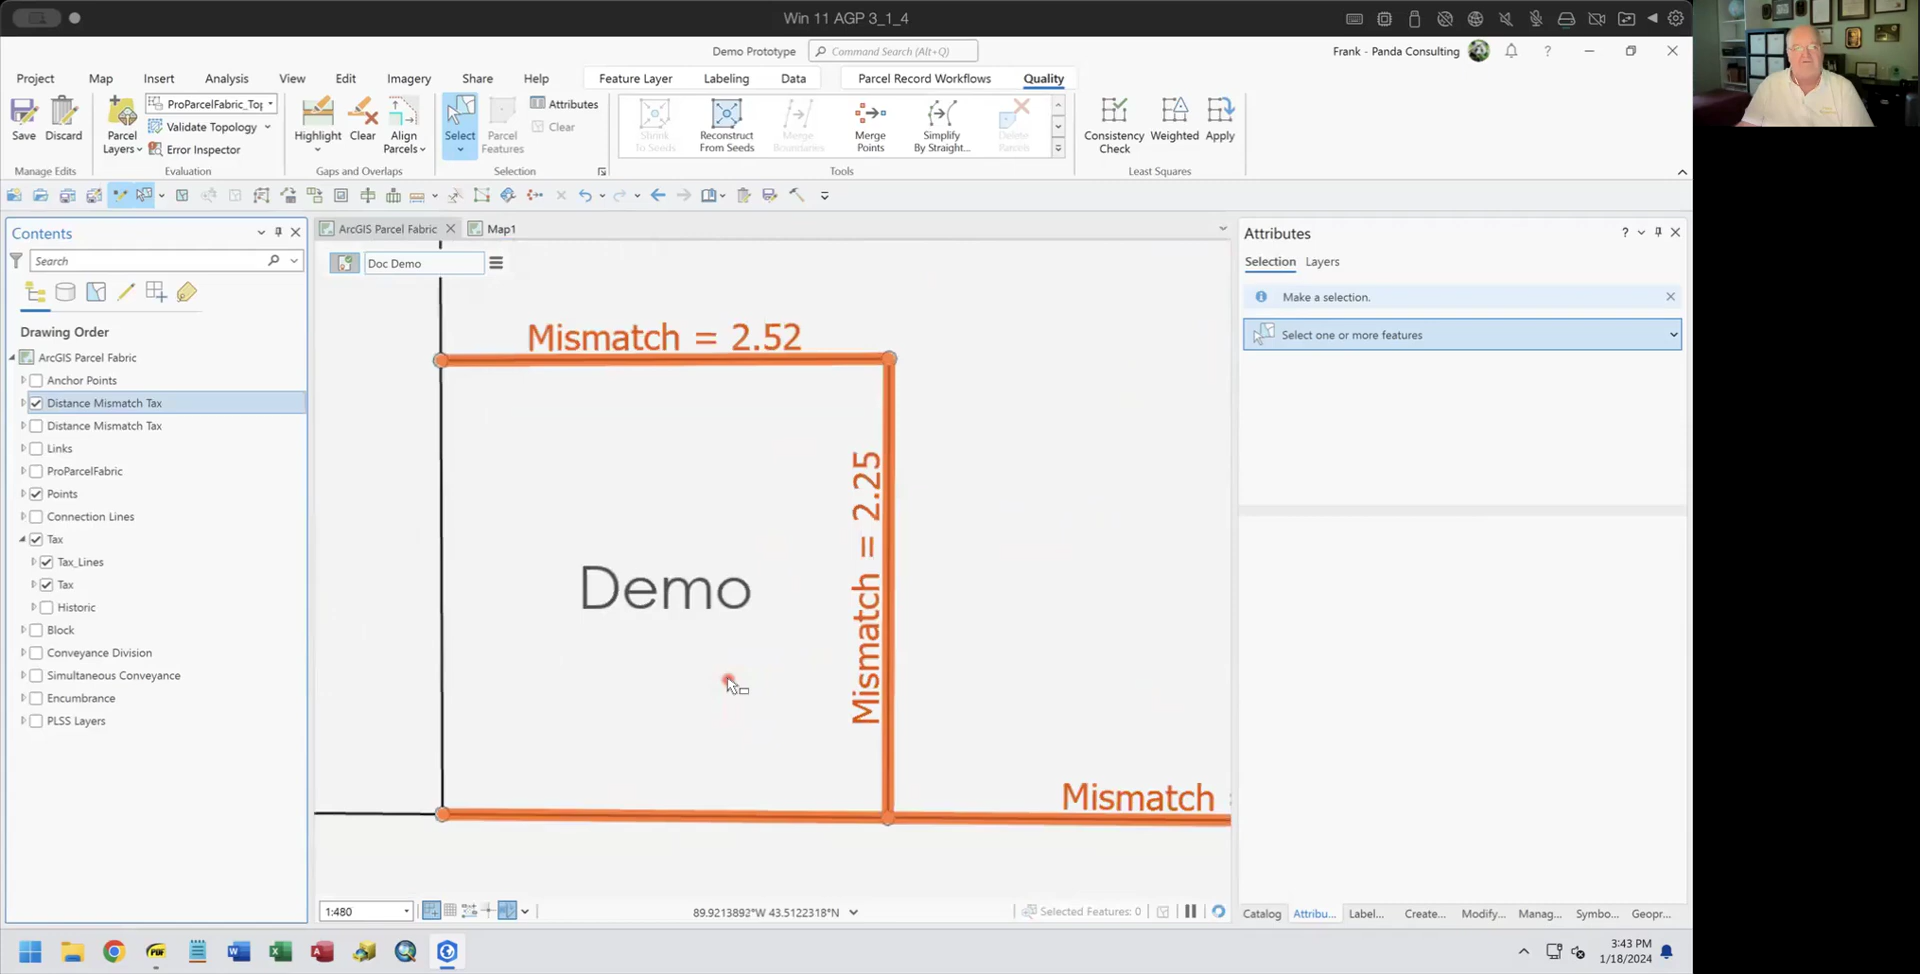 Win 11 AGP 3_1_4
Demo Prototype
Command Search (Alt+Q)
Frank - Panda Consulting
?
Project
Map
Insert
Analysis
View
Edit
Imagery
Share
Help
Feature Layer
Labeling
Data
Parcel Record Workflows
Quality
Save
Discard
Manage Edits
Parcel
Layers
ProParcelFabric_To
Validate Topology
Error Inspector
Evaluation
Highlight
Clear
Align
Parcels
Gaps and Overlaps
Select
Parcel
Features
Attributes
Clear
Selection
Shrink
To Seeds
Reconstruct
From Seeds
Merge
Boundaries
Merge
Points
Simplify
By Straight...
Delete
Parcels
Tools
Consistency
Check
Weighted
Apply
Least Squares
Contents
Search
Drawing Order
ArcGIS Parcel Fabric
Anchor Points
Distance Mismatch Tax
Distance Mismatch Tax
Links
ProParcelFabric
Points
Connection Lines
Tax
Tax_Lines
Tax
Historic
Block
Conveyance Division
Simultaneous Conveyance
Encumbrance
PLSS Layers
ArcGIS Parcel Fabric
Map1
Doc Demo
Mismatch = 2.52
Mismatch = 2.25
Demo
Mismatch
1:480
89.9213892°W 43.5122318°N
Selected Features: 0
Attributes
?
Selection
Layers
Make a selection.
Select one or more features
Catalog
Attribu...
Label...
Create...
Modify...
Manag...
Symbo...
Geopr...
3:43 PM
1/18/2024